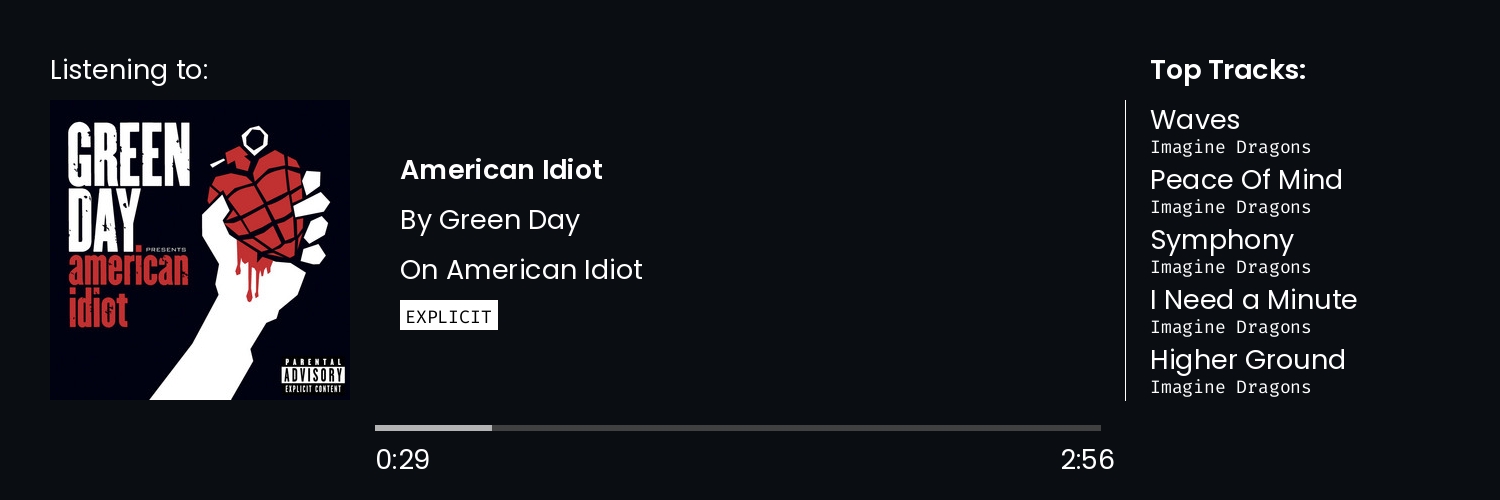 Listening to:
GREEN
DAY
PRESENTS
american
idiot
PARENTAL
ADVISORY
EXPLICIT CONTENT
American Idiot
By Green Day
On American Idiot
EXPLICIT
0:29
2:56
Top Tracks:
Waves
Imagine Dragons
Peace Of Mind
Imagine Dragons
Symphony
Imagine Dragons
I Need a Minute
Imagine Dragons
Higher Ground
Imagine Dragons